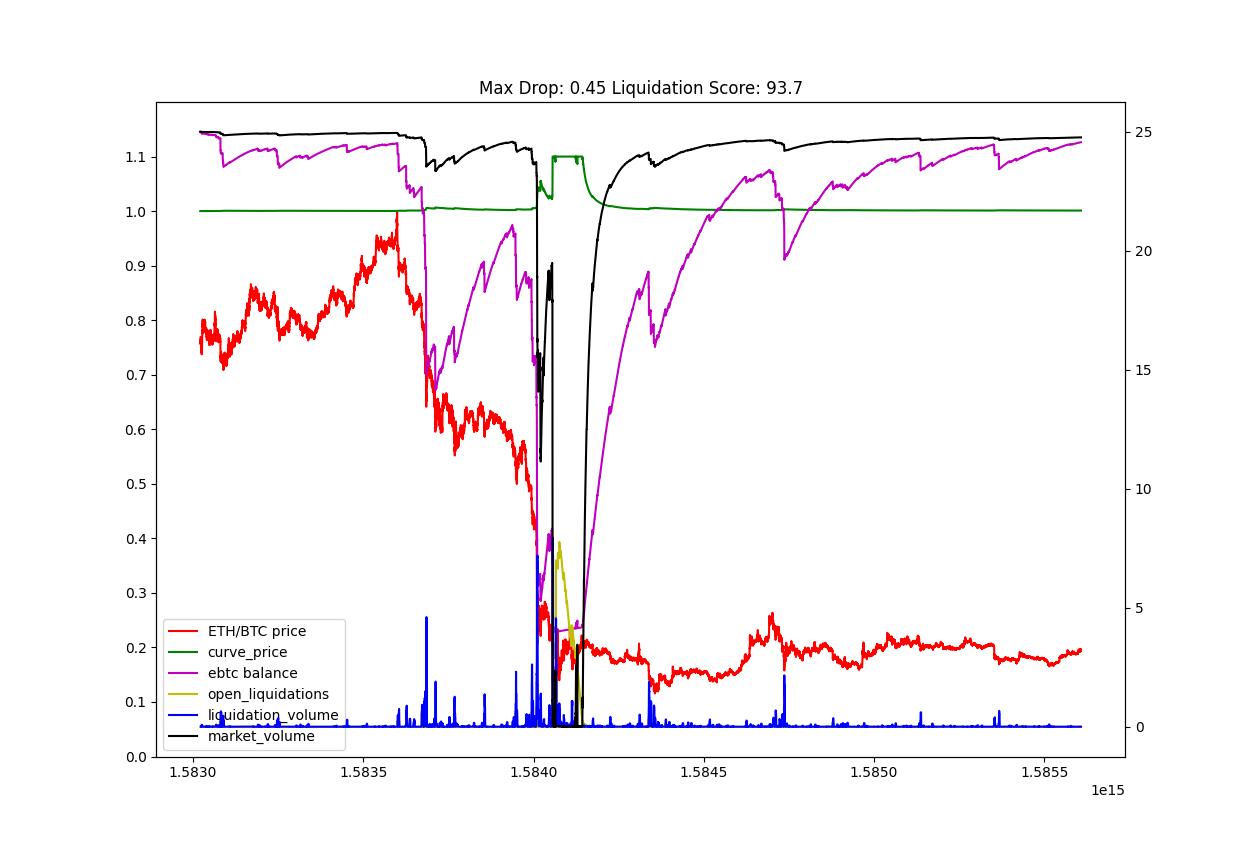 Max Drop: 0.45 Liquidation Score: 93.7
1.1
1.0
0.9
0.8
0.7
0.6
0.5
0.4
0.3
0.2
0.1
0.0
25
20
15
10
5
0
ETH/BTC price
curve_price
ebtc balance
open_liquidations
liquidation_volume
market_volume
1.5830 1.5835 1.5840 1.5845 1.5850 1.5855
1e15